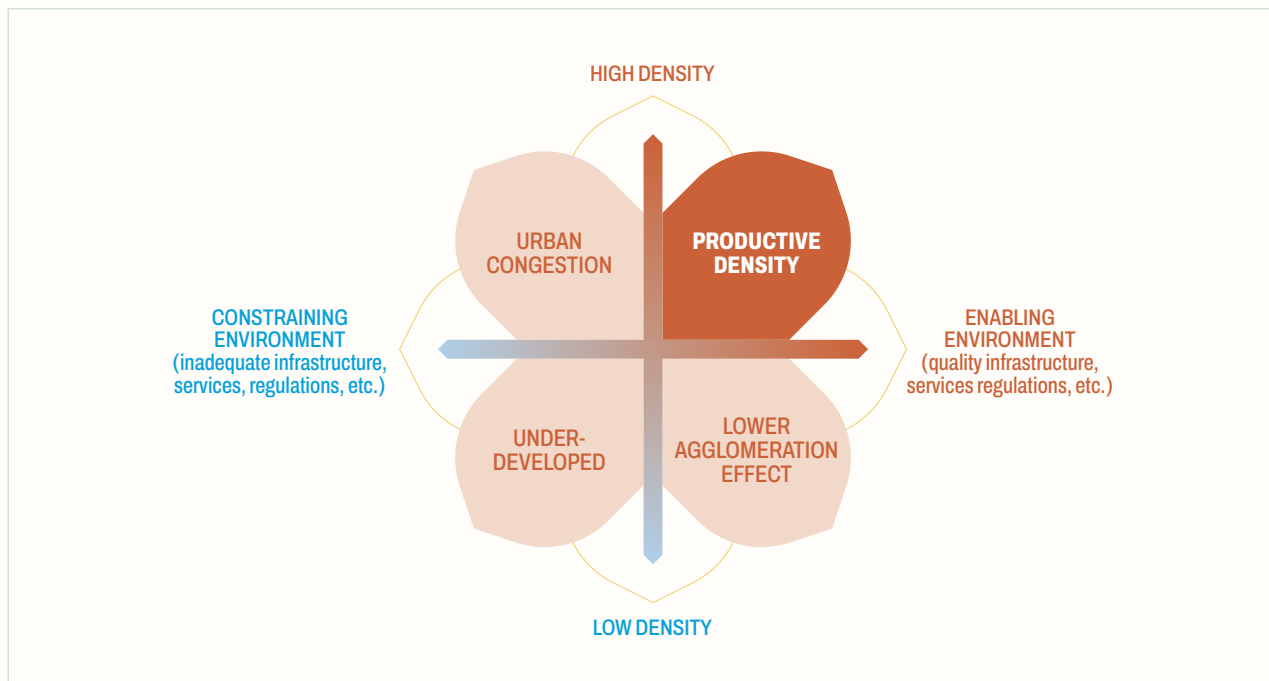 HIGH DENSITY
URBAN
CONGESTION
PRODUCTIVE
DENSITY
CONSTRAINING
ENVIRONMENT
(inadequate infrastructure,
services, regulations, etc.)
ENABLING
ENVIRONMENT
(quality infrastructure,
services regulations, etc.)
UNDER-
DEVELOPED
LOWER
AGGLOMERATION
EFFECT
LOW DENSITY